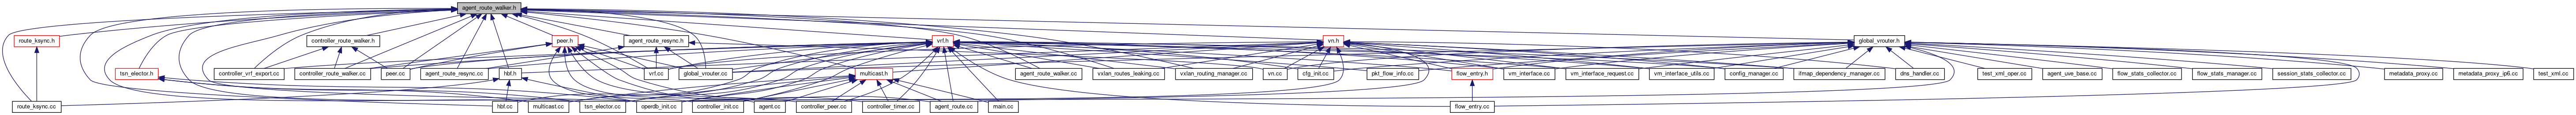 agent_route_walker.h
route_ksync.h
controller_route_walker.h
peer.h
agent_route_resync.h
vrf.h
vn.h
global_vrouter.h
tsn_elector.h
controller_vrf_export.cc
controller_route_walker.cc
peer.cc
agent_route_resync.cc
hbf.h
vrf.cc
global_vrouter.cc
multicast.h
agent_route_walker.cc
vxlan_routes_leaking.cc
vxlan_routing_manager.cc
vn.cc
cfg_init.cc
pkt_flow_info.cc
flow_entry.h
vm_interface.cc
vm_interface_request.cc
vm_interface_utils.cc
config_manager.cc
ifmap_dependency_manager.cc
dns_handler.cc
test_xml_oper.cc
agent_uve_base.cc
flow_stats_collector.cc
flow_stats_manager.cc
session_stats_collector.cc
metadata_proxy.cc
metadata_proxy_ip6.cc
test_xml.cc
route_ksync.cc
hbf.cc
multicast.cc
tsn_elector.cc
operdb_init.cc
controller_init.cc
agent.cc
controller_peer.cc
controller_timer.cc
agent_route.cc
main.cc
flow_entry.cc